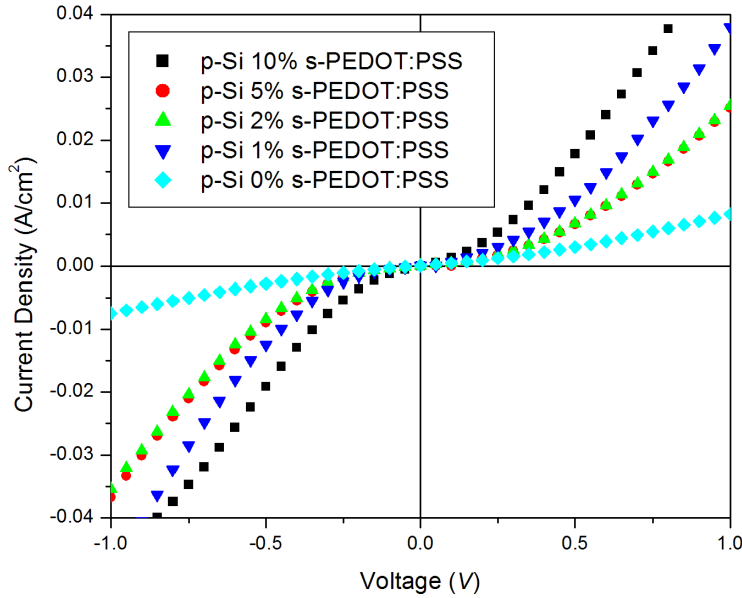 0.04
0.03
0.02
0.01
0.00
-0.01
-0.02
-0.03
-0.04
Current Density (A/cm²)
p-Si 10% s-PEDOT:PSS
p-Si 5% s-PEDOT:PSS
p-Si 2% s-PEDOT:PSS
p-Si 1% s-PEDOT:PSS
p-Si 0% s-PEDOT:PSS
-1.0 -0.5 0.0 0.5 1.0
Voltage (V)